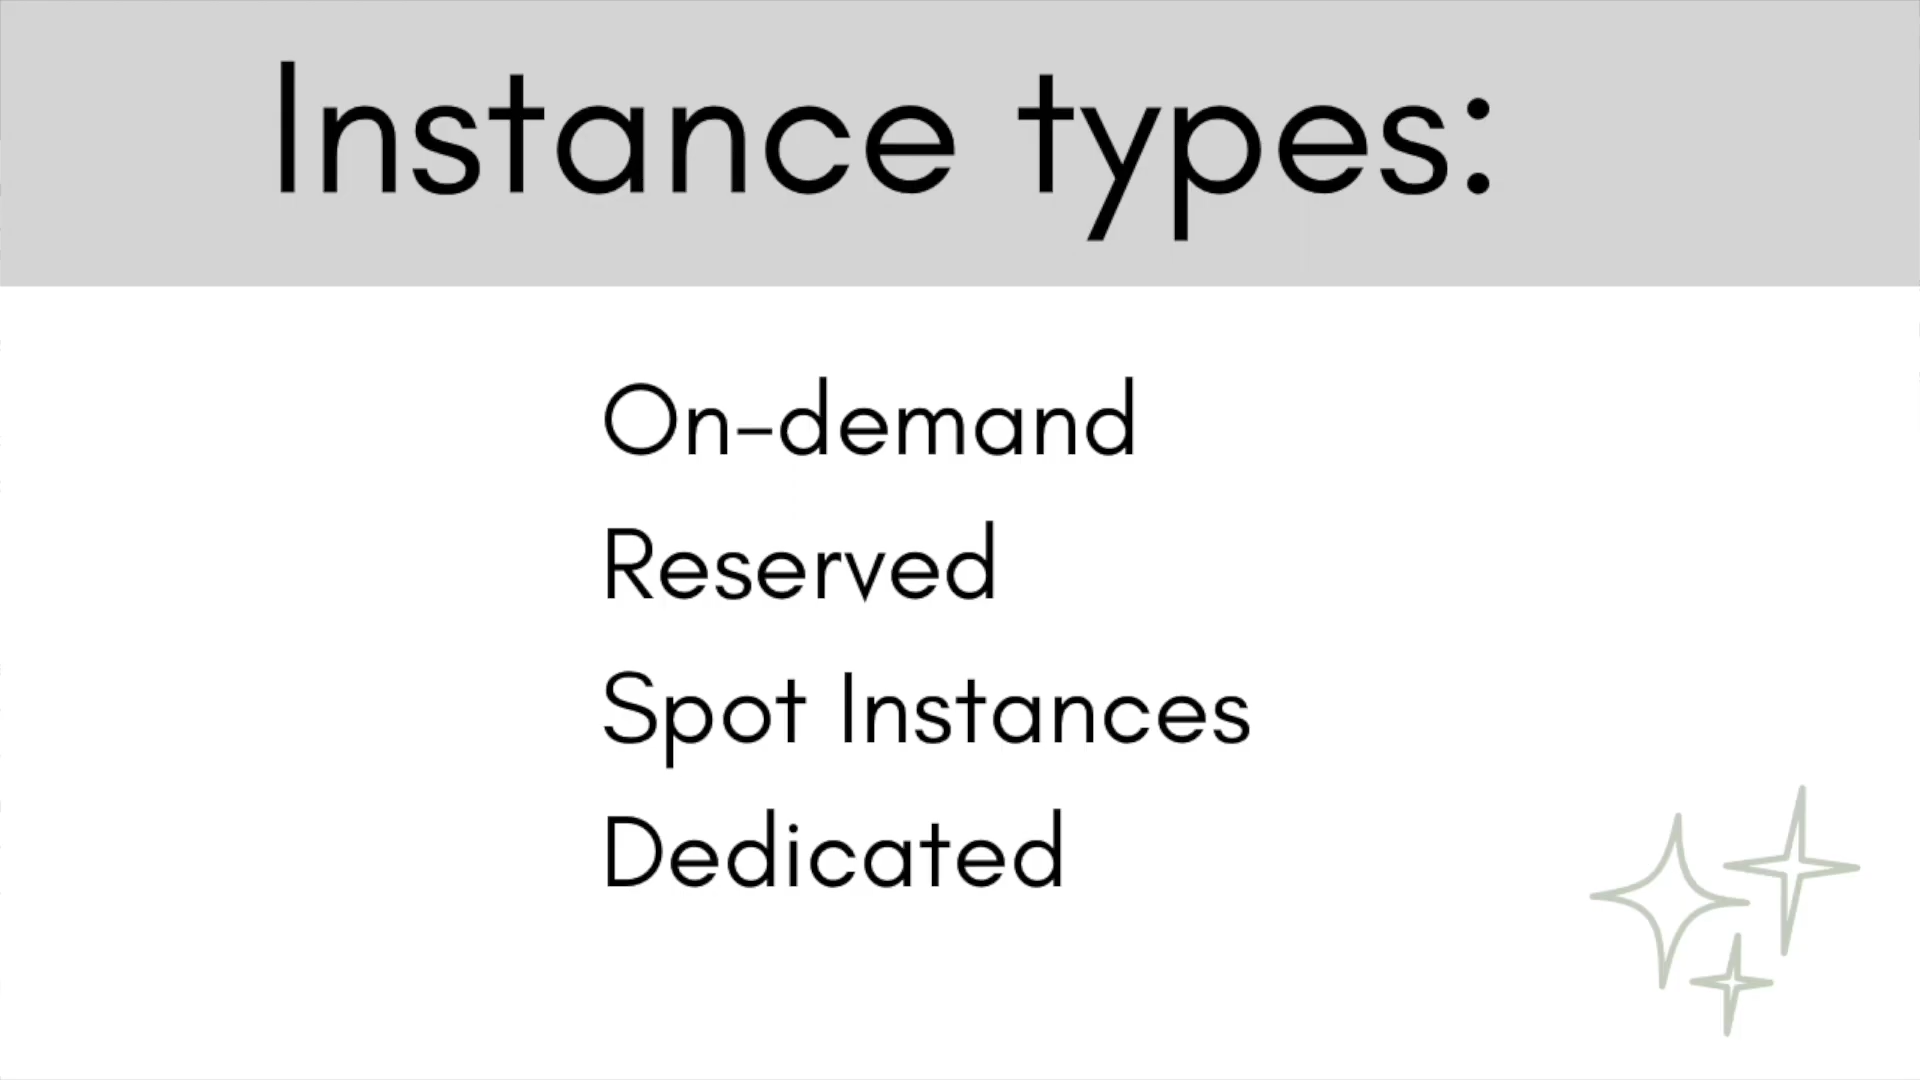 Instance types:
On-demand
Reserved
Spot Instances
Dedicated